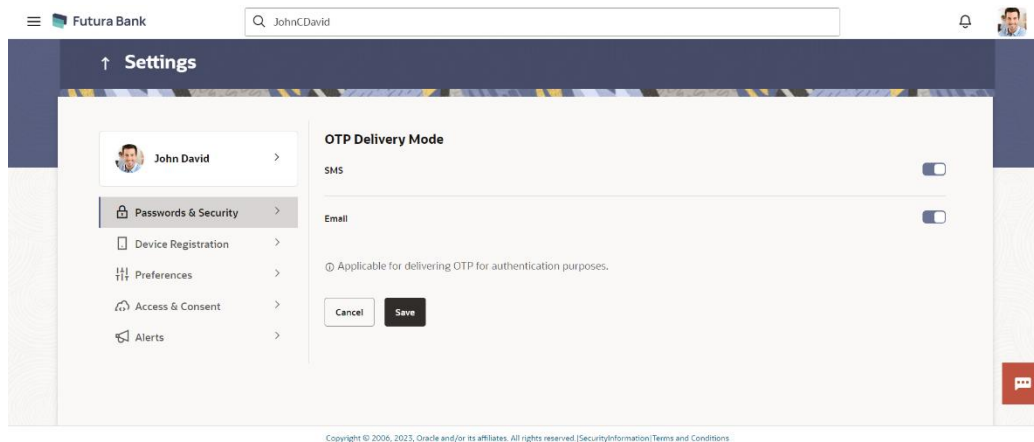 Futura Bank
JohnCDavid
Settings
John David
Passwords & Security
Device Registration
Preferences
Access & Consent
Alerts
OTP Delivery Mode
SMS
Email
Applicable for delivering OTP for authentication purposes.
Cancel Save
Copyright © 2006, 2023, Oracle and/or its affiliates. All rights reserved.|SecurityInformation|Terms and Conditions